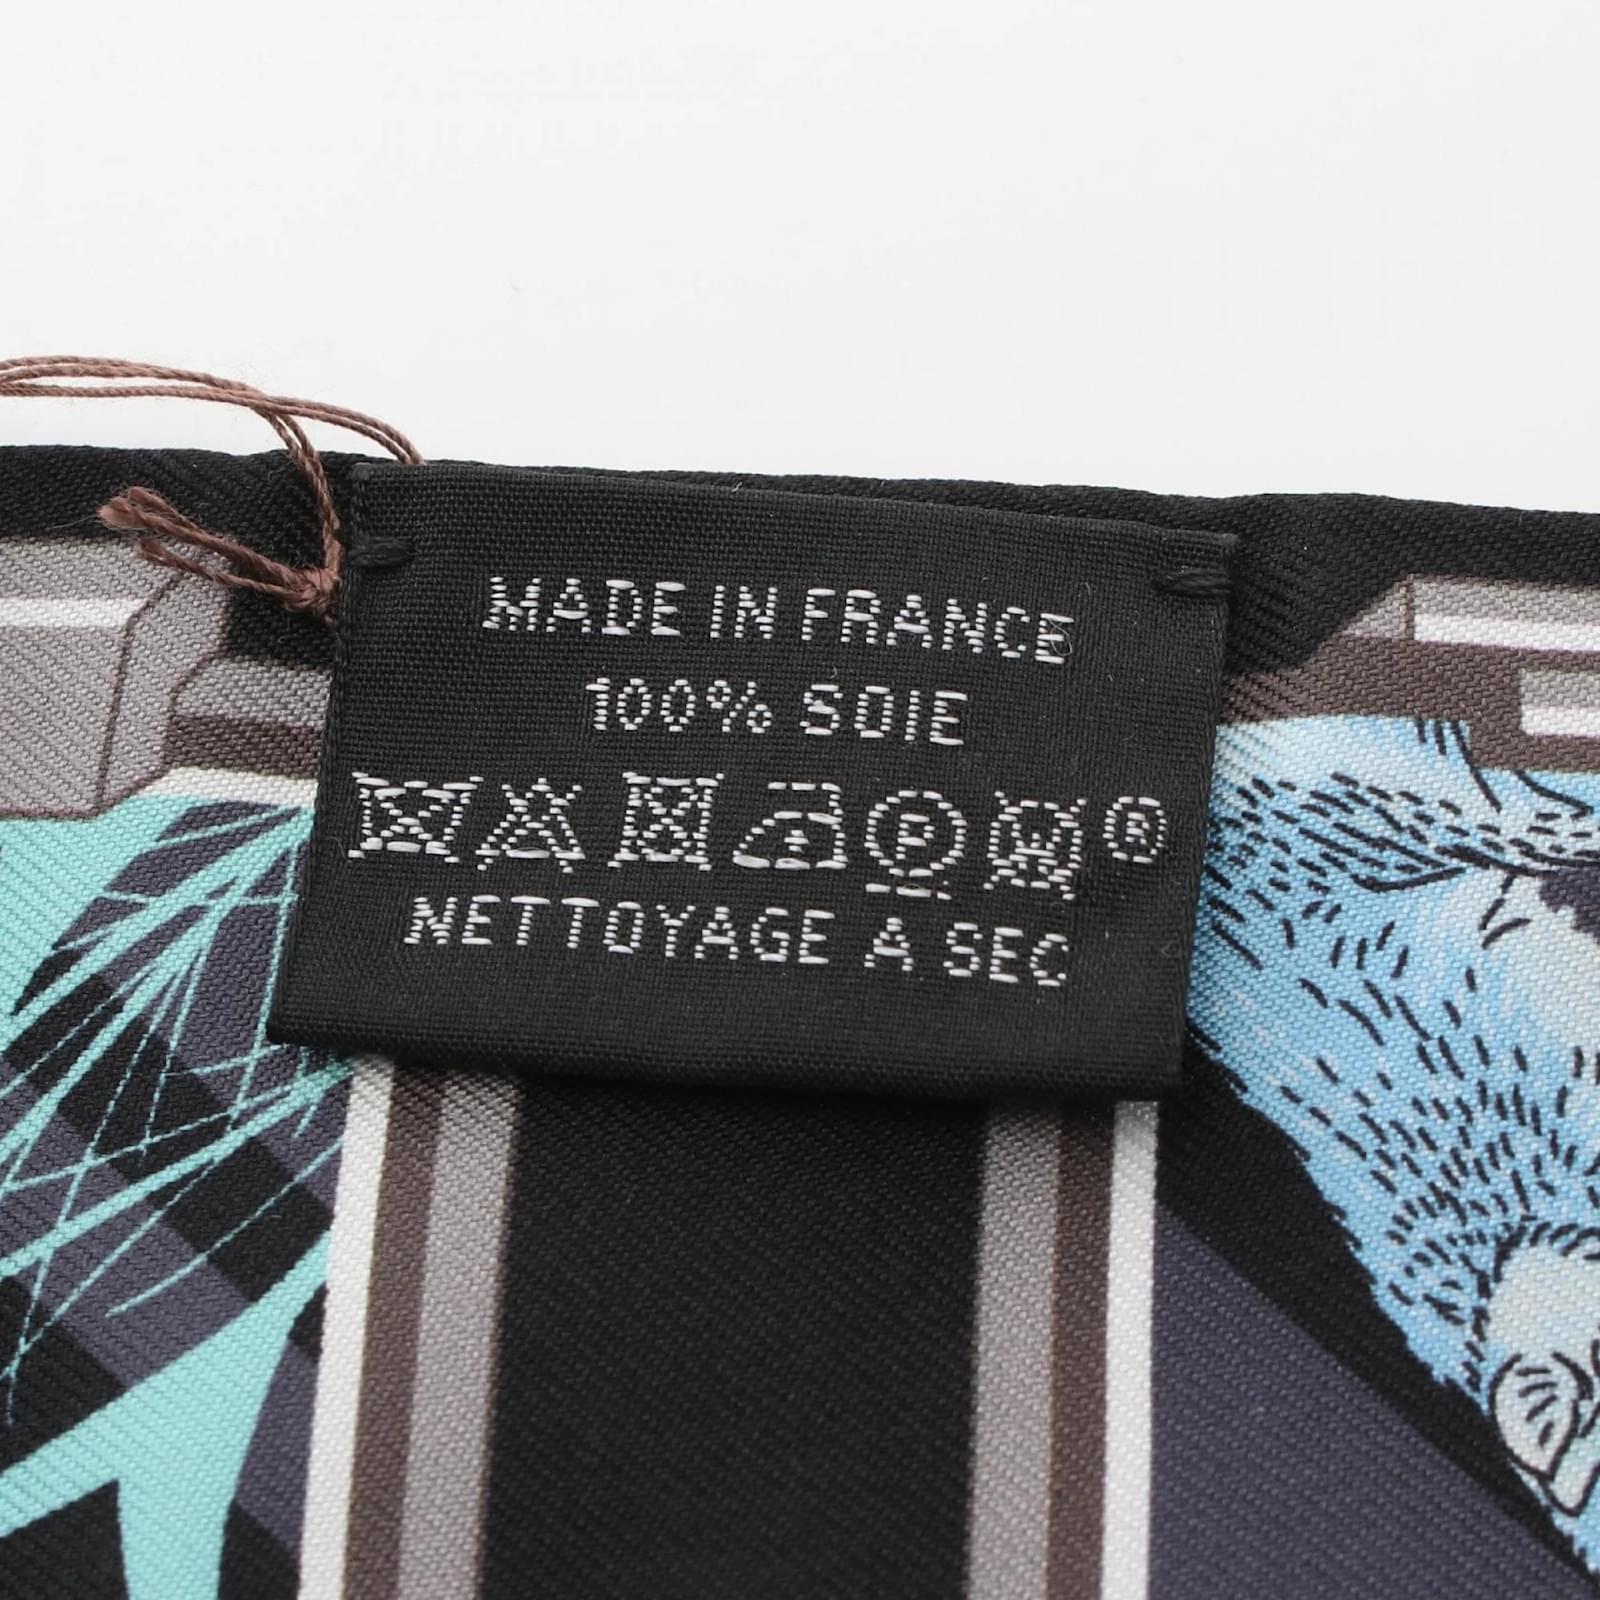 MADE IN FRANCE
100% SOIE
P W ®
NETTOYAGE A SEC